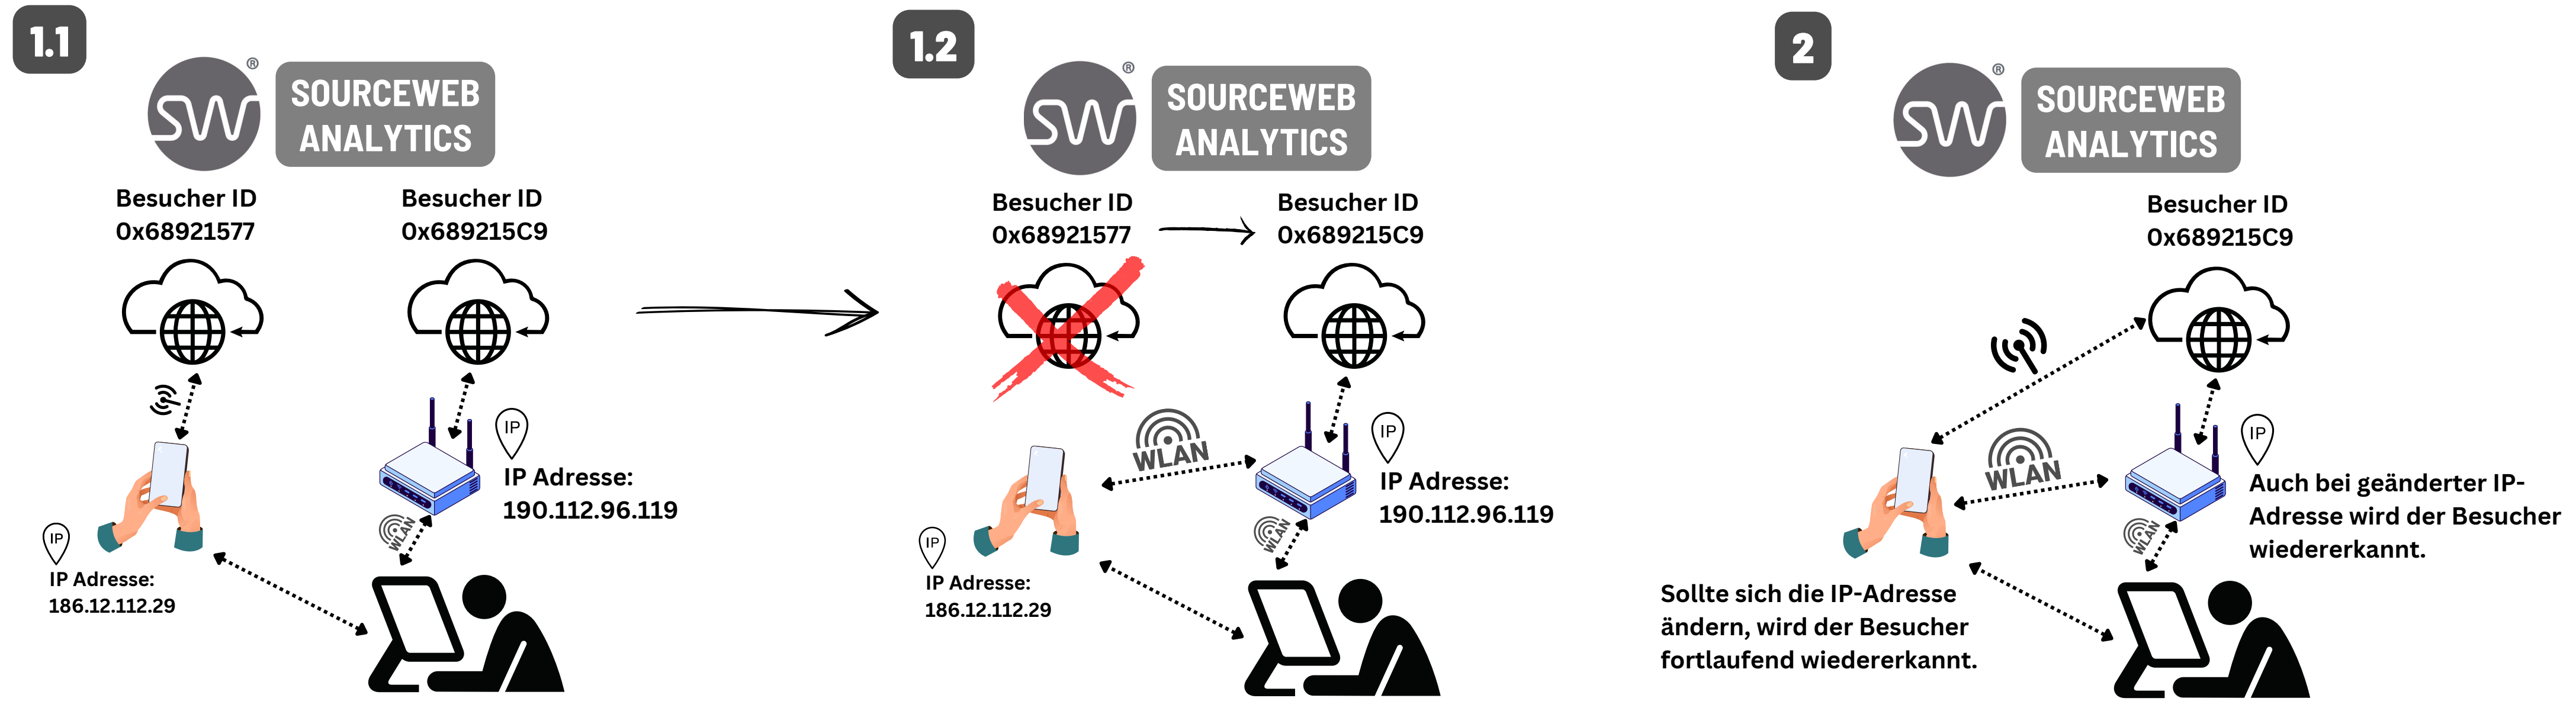 1.1
SW®
SOURCEWEB
ANALYTICS
Besucher ID
0x68921577
Besucher ID
0x689215C9
IP
IP Adresse:
190.112.96.119
WLAN
IP
IP Adresse:
186.12.112.29
1.2
SW®
SOURCEWEB
ANALYTICS
Besucher ID
0x68921577
Besucher ID
0x689215C9
WLAN
IP
IP Adresse:
190.112.96.119
WLAN
IP
IP Adresse:
186.12.112.29
2
SW®
SOURCEWEB
ANALYTICS
Besucher ID
0x689215C9
WLAN
IP
Auch bei geänderter IP-
Adresse wird der Besucher
wiedererkannt.
WLAN
Sollte sich die IP-Adresse
ändern, wird der Besucher
fortlaufend wiedererkannt.